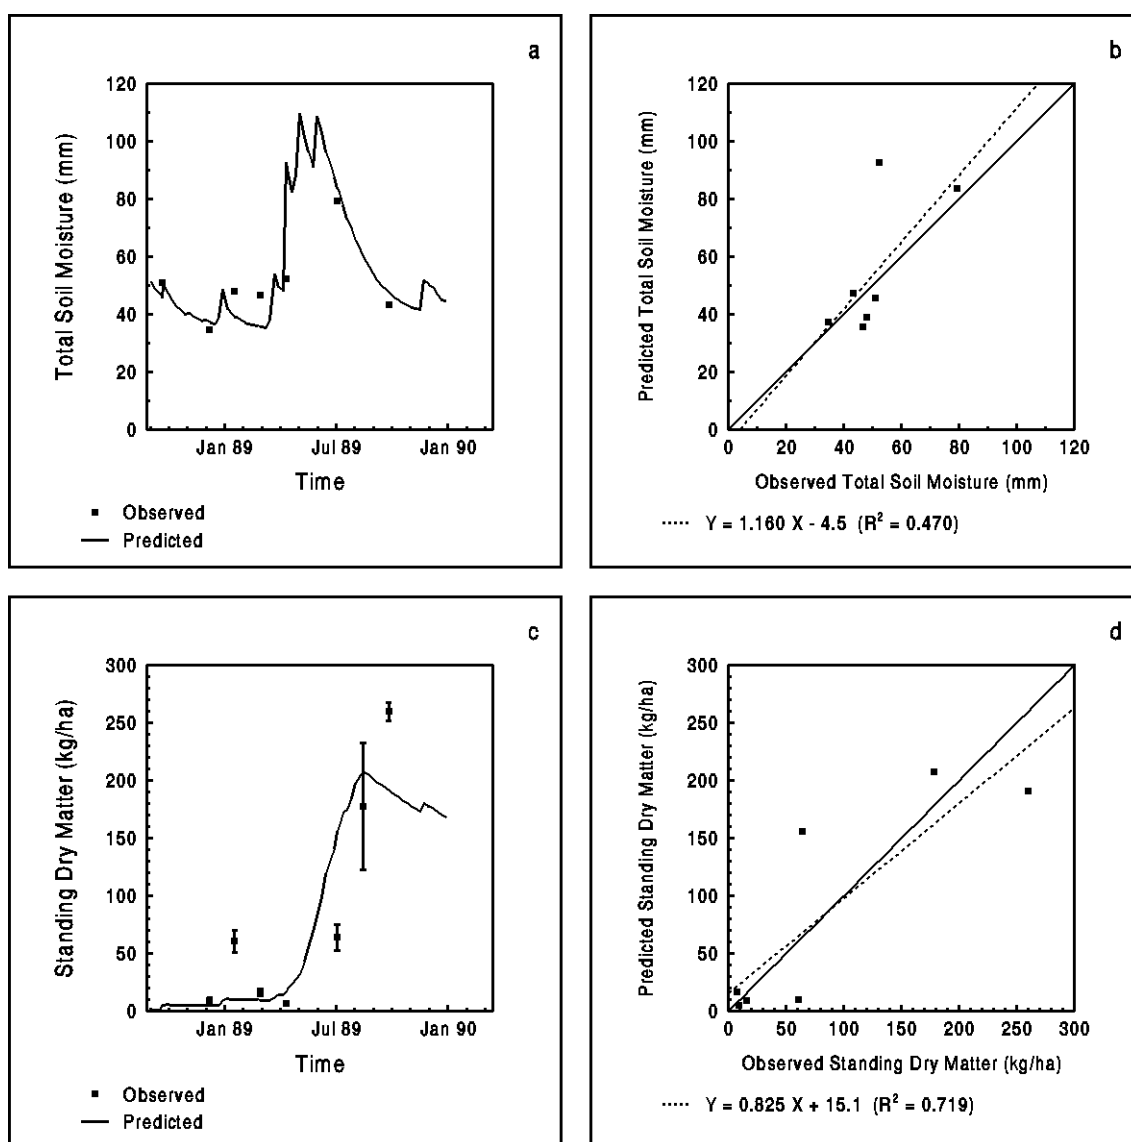 a
120
100
80
60
40
20
0
Total Soil Moisture (mm)
Jan 89 Jul 89 Jan 90
Time
Observed
Predicted
b
120
100
80
60
40
20
0
Predicted Total Soil Moisture (mm)
0 20 40 60 80 100 120
Observed Total Soil Moisture (mm)
Y = 1.160 X - 4.5 (R² = 0.470)
c
300
250
200
150
100
50
0
Standing Dry Matter (kg/ha)
Jan 89 Jul 89 Jan 90
Time
Observed
Predicted
d
300
250
200
150
100
50
0
Predicted Standing Dry Matter (kg/ha)
0 50 100 150 200 250 300
Observed Standing Dry Matter (kg/ha)
Y = 0.825 X + 15.1 (R² = 0.719)